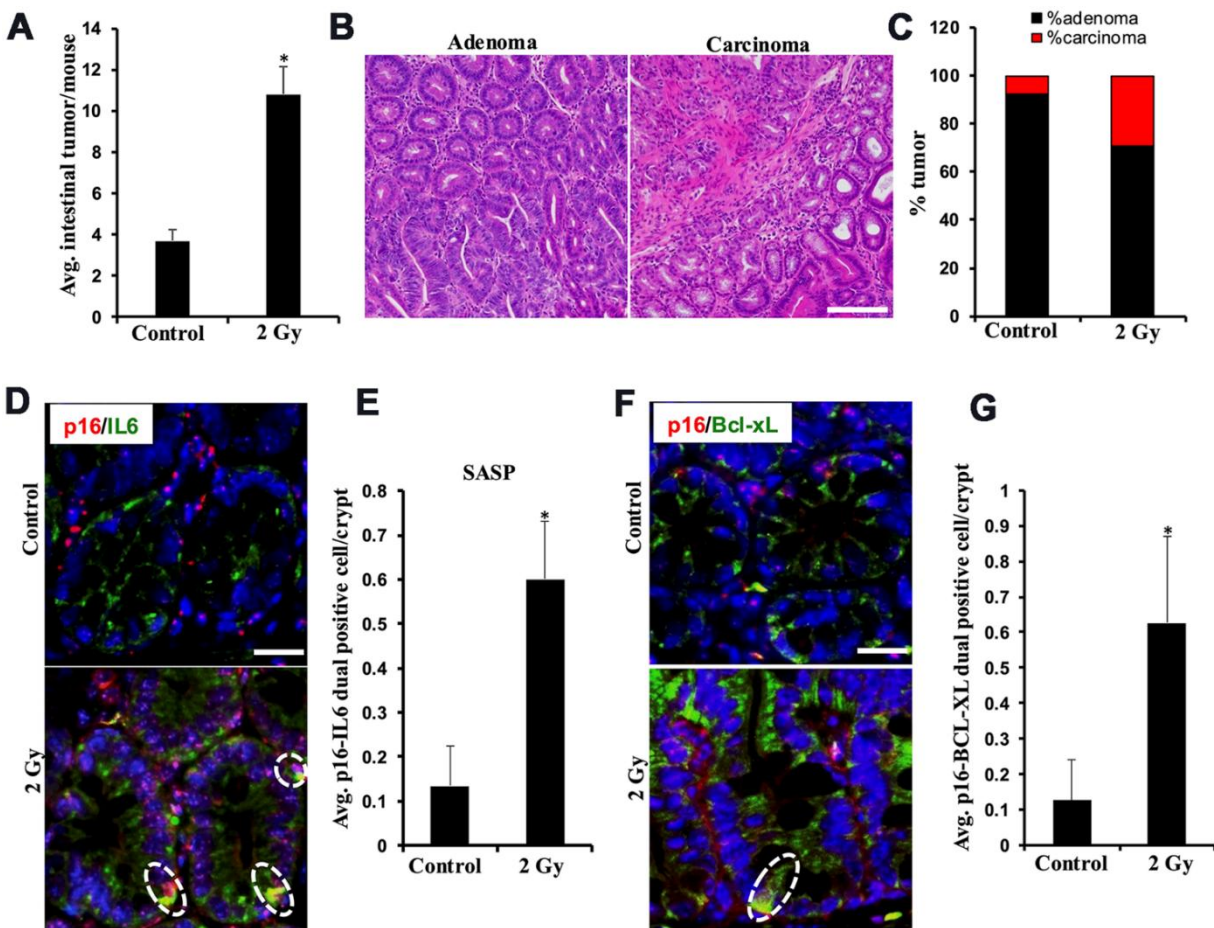 A
Avg. intestinal tumor/mouse
14
12
10
8
6
4
2
0
*
Control
2 Gy
B
Adenoma
Carcinoma
C
%adenoma
%carcinoma
% tumor
120
100
80
60
40
20
0
Control
2 Gy
D
p16/IL6
Control
2 Gy
E
SASP
Avg. p16-IL6 dual positive cell/crypt
0.8
0.7
0.6
0.5
0.4
0.3
0.2
0.1
0
*
Control
2 Gy
F
p16/Bcl-xL
Control
2 Gy
G
Avg. p16-BCL-XL dual positive cell/crypt
1
0.9
0.8
0.7
0.6
0.5
0.4
0.3
0.2
0.1
0
*
Control
2 Gy